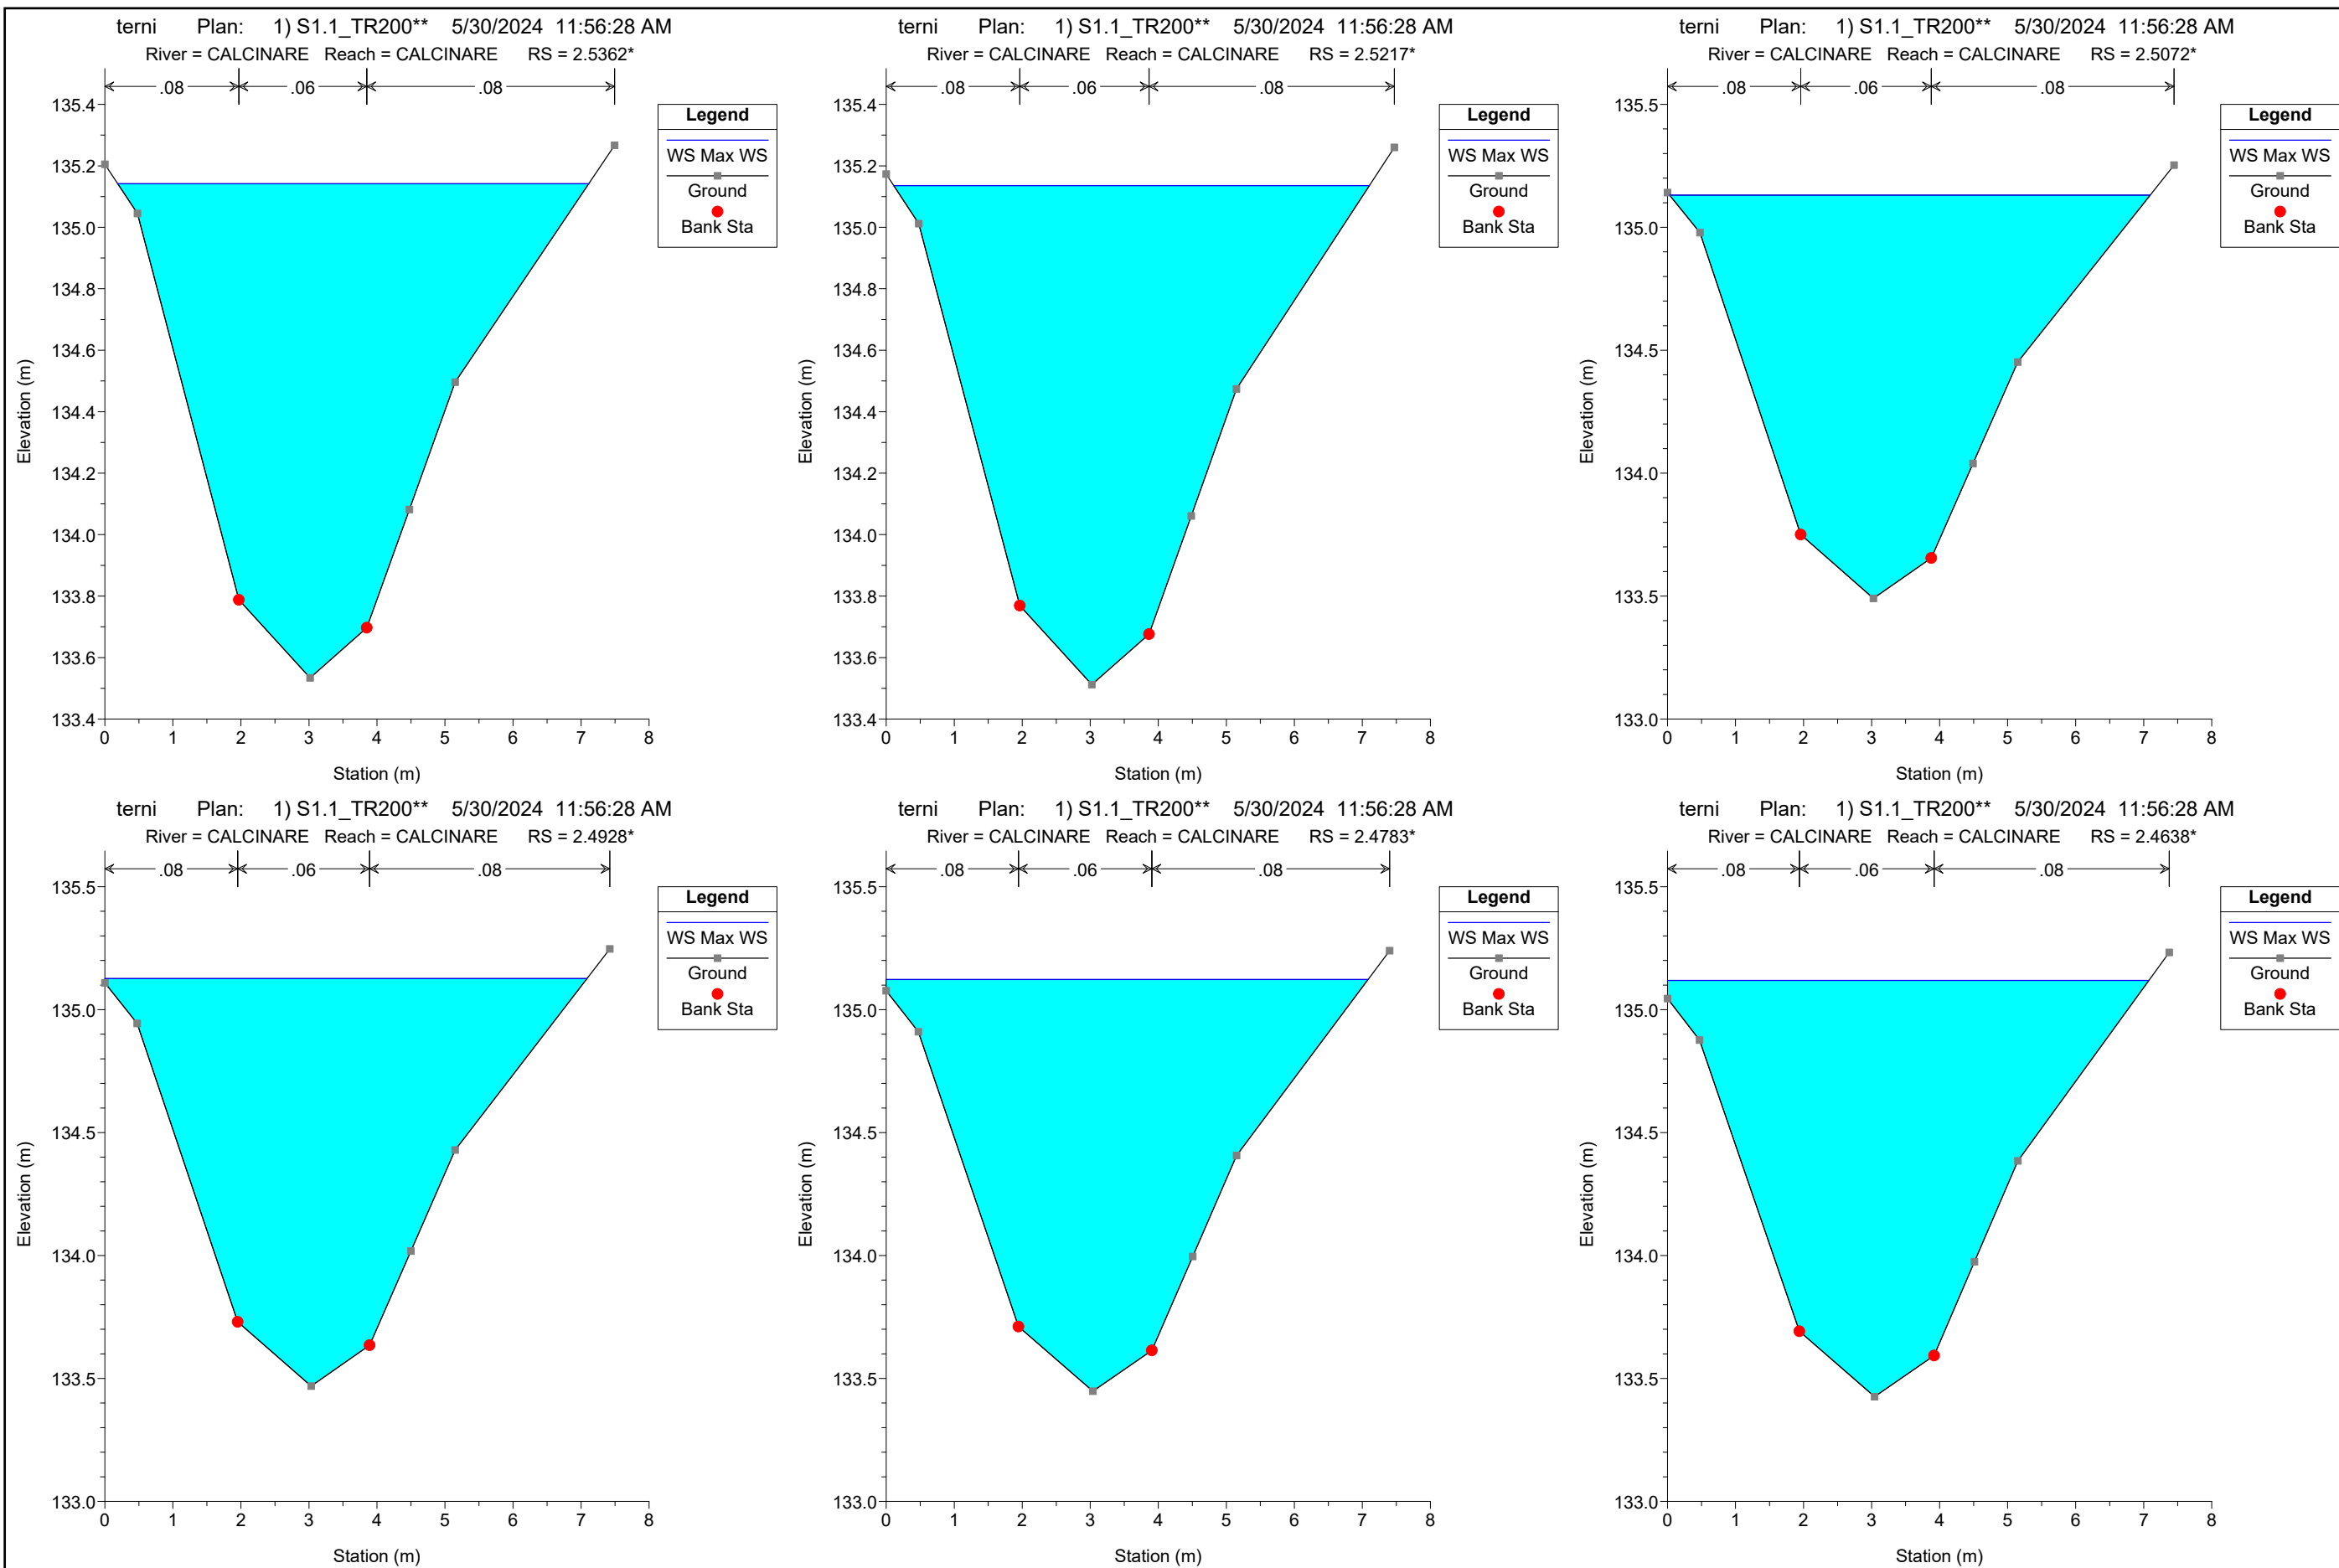 terni Plan: 1) S1.1_TR200** 5/30/2024 11:56:28 AM
River = CALCINARE Reach = CALCINARE RS = 2.5362*
.08 .06 .08
135.4
135.2
135.0
134.8
134.6
134.4
134.2
134.0
133.8
133.6
133.4
Elevation (m)
0 1 2 3 4 5 6 7 8
Station (m)
Legend
WS Max WS
Ground
Bank Sta
terni Plan: 1) S1.1_TR200** 5/30/2024 11:56:28 AM
River = CALCINARE Reach = CALCINARE RS = 2.5217*
.08 .06 .08
135.4
135.2
135.0
134.8
134.6
134.4
134.2
134.0
133.8
133.6
133.4
Elevation (m)
0 1 2 3 4 5 6 7 8
Station (m)
Legend
WS Max WS
Ground
Bank Sta
terni Plan: 1) S1.1_TR200** 5/30/2024 11:56:28 AM
River = CALCINARE Reach = CALCINARE RS = 2.5072*
.08 .06 .08
135.5
135.0
134.5
134.0
133.5
133.0
Elevation (m)
0 1 2 3 4 5 6 7 8
Station (m)
Legend
WS Max WS
Ground
Bank Sta
terni Plan: 1) S1.1_TR200** 5/30/2024 11:56:28 AM
River = CALCINARE Reach = CALCINARE RS = 2.4928*
.08 .06 .08
135.5
135.0
134.5
134.0
133.5
133.0
Elevation (m)
0 1 2 3 4 5 6 7 8
Station (m)
Legend
WS Max WS
Ground
Bank Sta
terni Plan: 1) S1.1_TR200** 5/30/2024 11:56:28 AM
River = CALCINARE Reach = CALCINARE RS = 2.4783*
.08 .06 .08
135.5
135.0
134.5
134.0
133.5
133.0
Elevation (m)
0 1 2 3 4 5 6 7 8
Station (m)
Legend
WS Max WS
Ground
Bank Sta
terni Plan: 1) S1.1_TR200** 5/30/2024 11:56:28 AM
River = CALCINARE Reach = CALCINARE RS = 2.4638*
.08 .06 .08
135.5
135.0
134.5
134.0
133.5
133.0
Elevation (m)
0 1 2 3 4 5 6 7 8
Station (m)
Legend
WS Max WS
Ground
Bank Sta